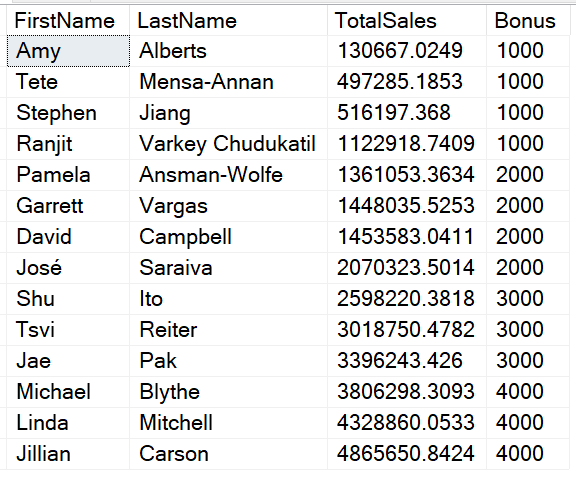 FirstName LastName TotalSales Bonus
Amy Alberts 130667.0249 1000
Tete Mensa-Annan 497285.1853 1000
Stephen Jiang 516197.368 1000
Ranjit Varkey Chudukatil 1122918.7409 1000
Pamela Ansman-Wolfe 1361053.3634 2000
Garrett Vargas 1448035.5253 2000
David Campbell 1453583.0411 2000
José Saraiva 2070323.5014 2000
Shu Ito 2598220.3818 3000
Tsvi Reiter 3018750.4782 3000
Jae Pak 3396243.426 3000
Michael Blythe 3806298.3093 4000
Linda Mitchell 4328860.0533 4000
Jillian Carson 4865650.8424 4000